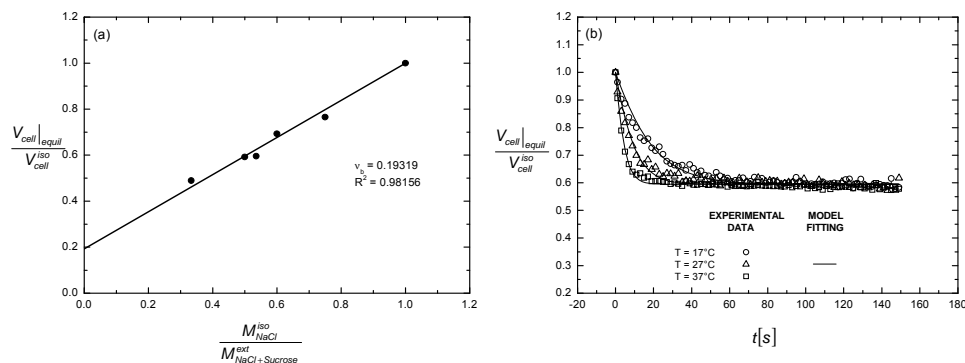 (a)
1.2
1.0
0.8
0.6
0.4
0.2
0.0
V_cell|_equil
V_cell^iso
ν_b = 0.19319
R² = 0.98156
0.0 0.2 0.4 0.6 0.8 1.0 1.2
M_NaCl^iso
M_NaCl+Sucrose^ext
(b)
1.2
1.1
1.0
0.9
0.8
0.7
0.6
0.5
0.4
0.3
0.2
V_cell|_equil
V_cell^iso
EXPERIMENTAL MODEL
DATA FITTING
T = 17°C
T = 27°C
T = 37°C
-20 0 20 40 60 80 100 120 140 160 180
t[s]